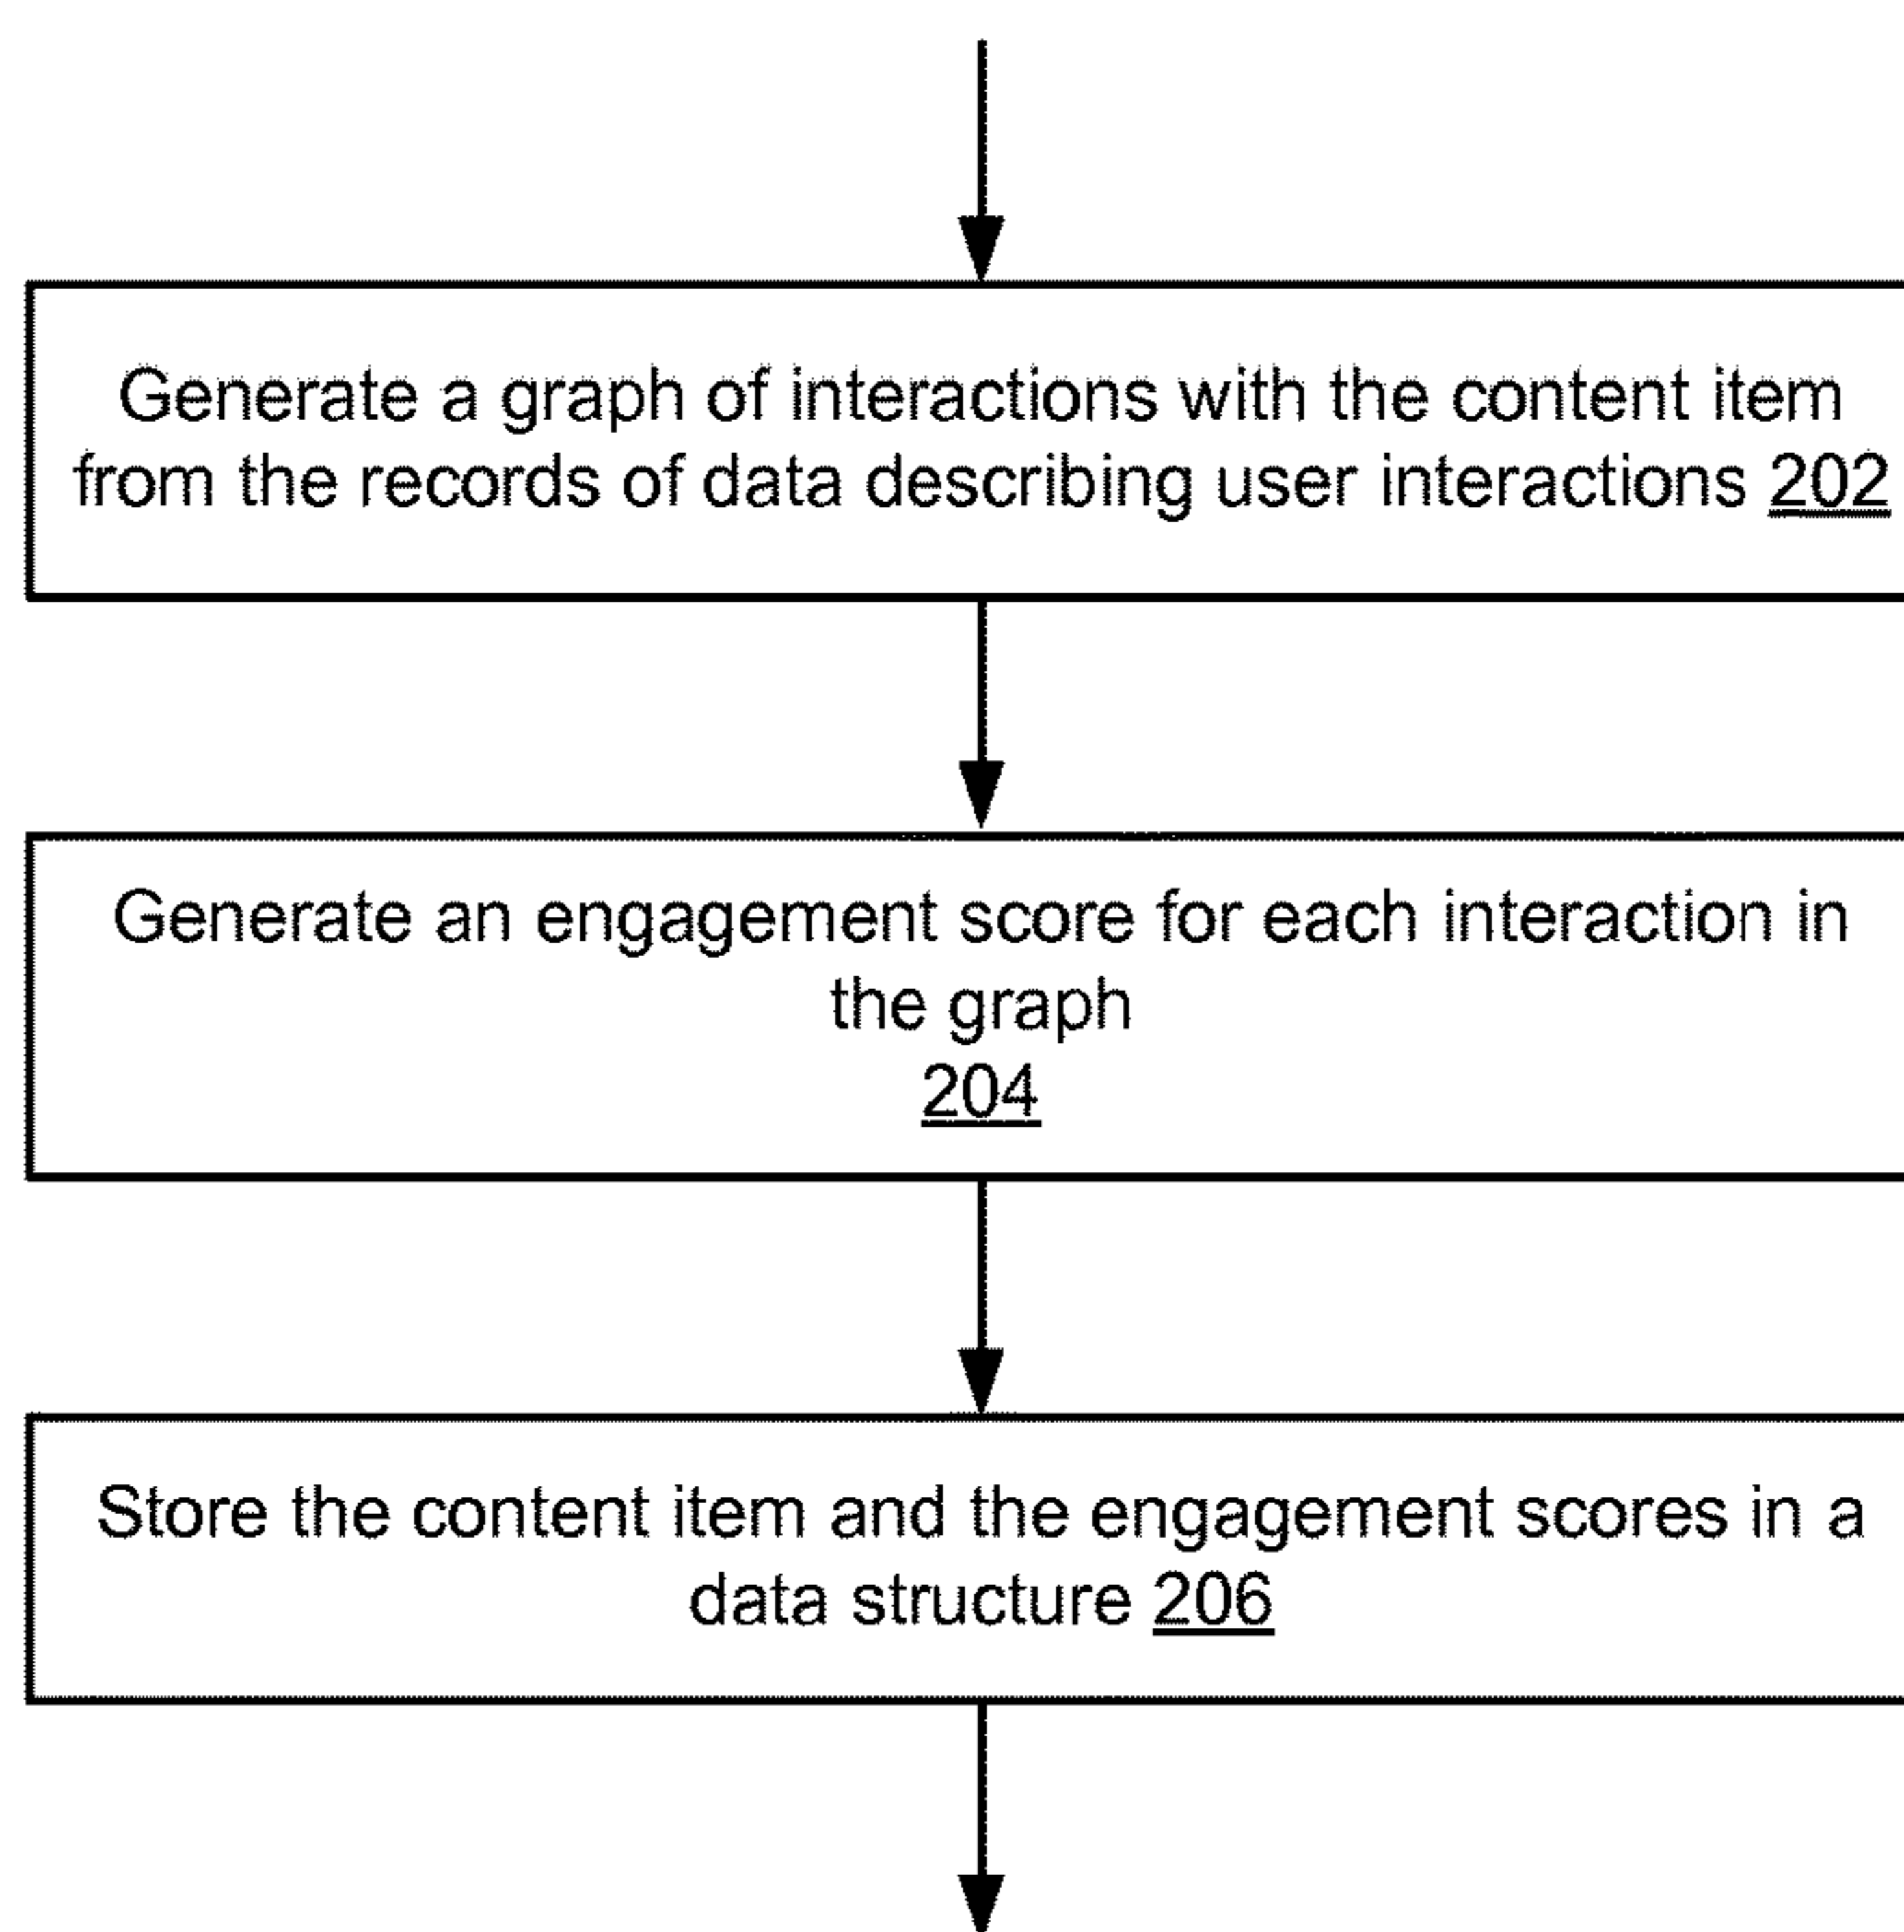 Generate a graph of interactions with the content item
from the records of data describing user interactions 202
Generate an engagement score for each interaction in
the graph
204
Store the content item and the engagement scores in a
data structure 206